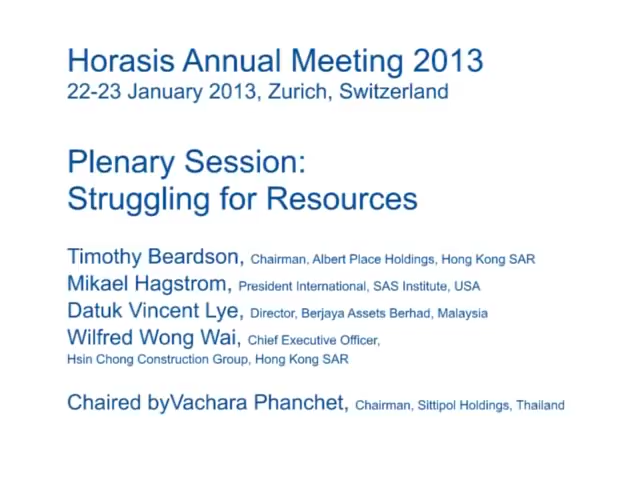 Horasis Annual Meeting 2013
22-23 January 2013, Zurich, Switzerland
Plenary Session:
Struggling for Resources
Timothy Beardson, Chairman, Albert Place Holdings, Hong Kong SAR
Mikael Hagstrom, President International, SAS Institute, USA
Datuk Vincent Lye, Director, Berjaya Assets Berhad, Malaysia
Wilfred Wong Wai, Chief Executive Officer,
Hsin Chong Construction Group, Hong Kong SAR
Chaired byVachara Phanchet, Chairman, Sittipol Holdings, Thailand